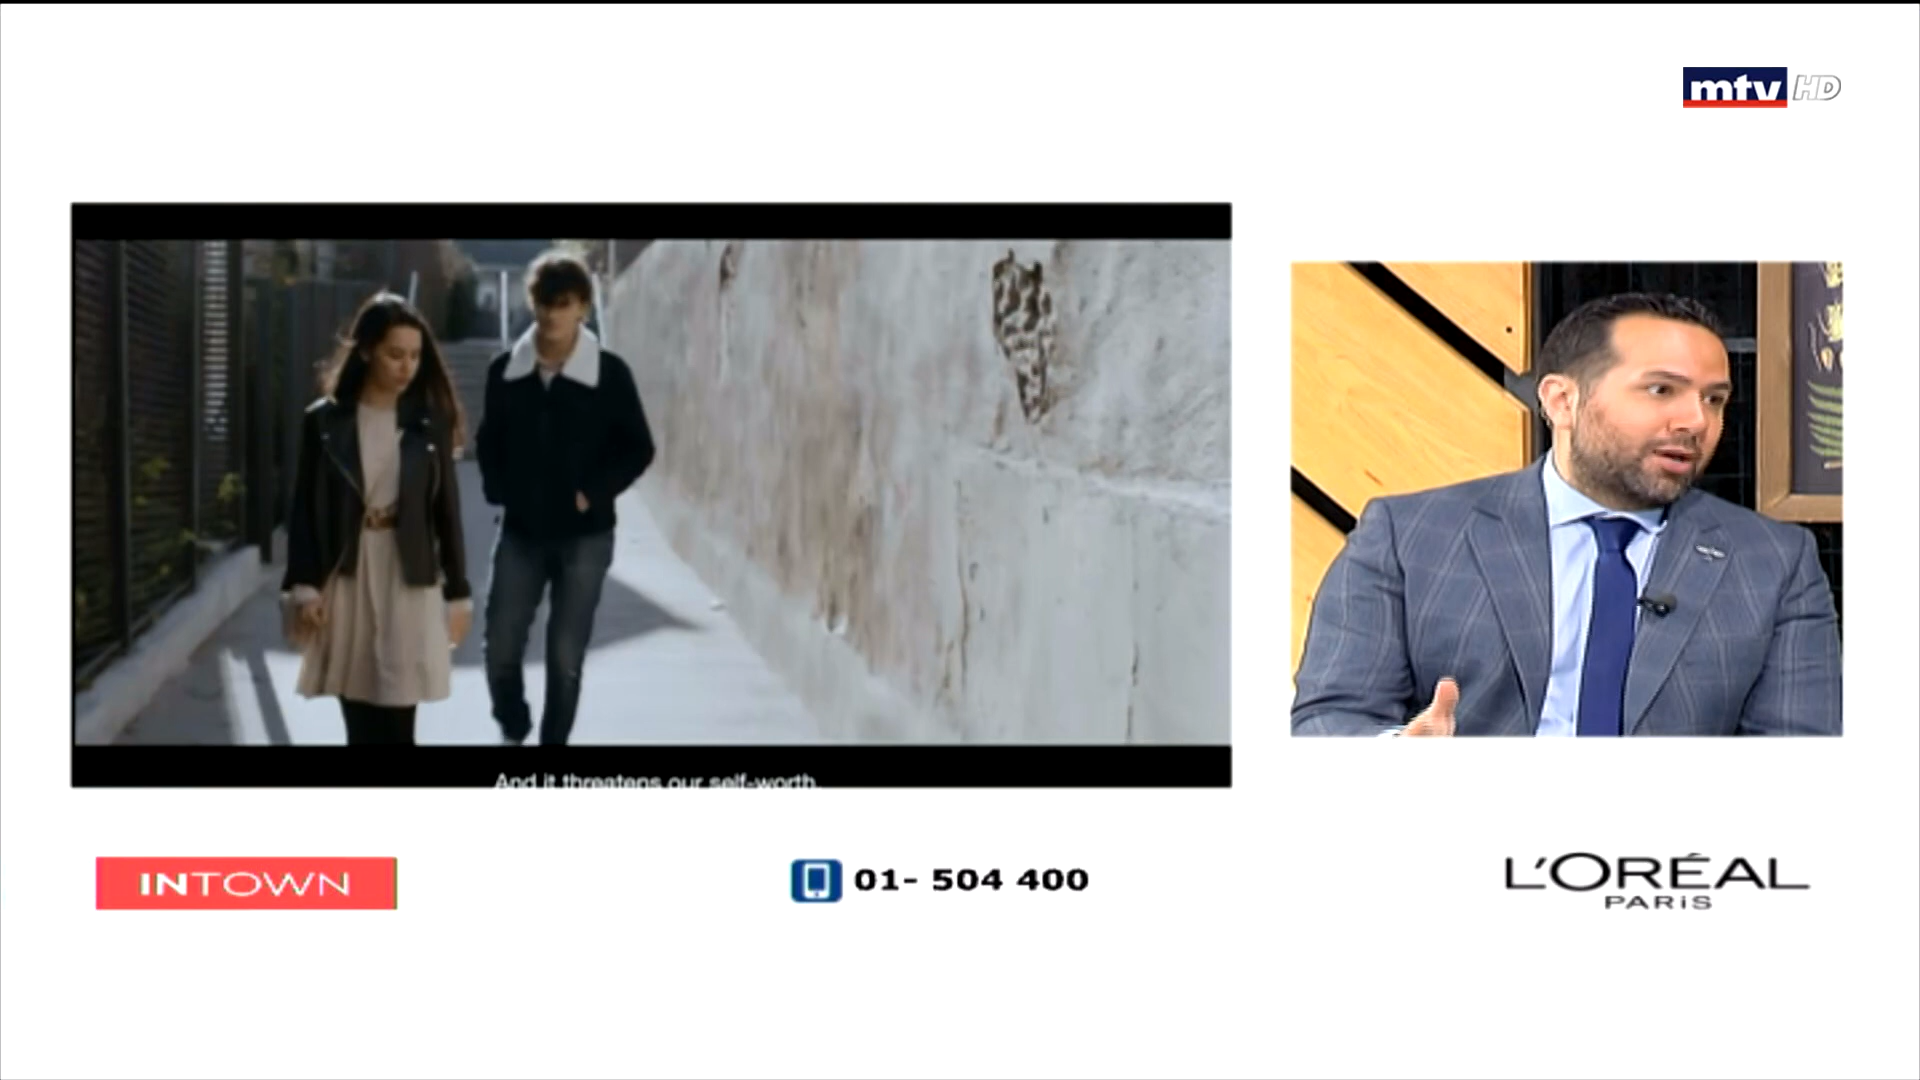 mtv HD
And it threatens our self-worth
INTOWN
01- 504 400
L'ORÉAL
PARiS